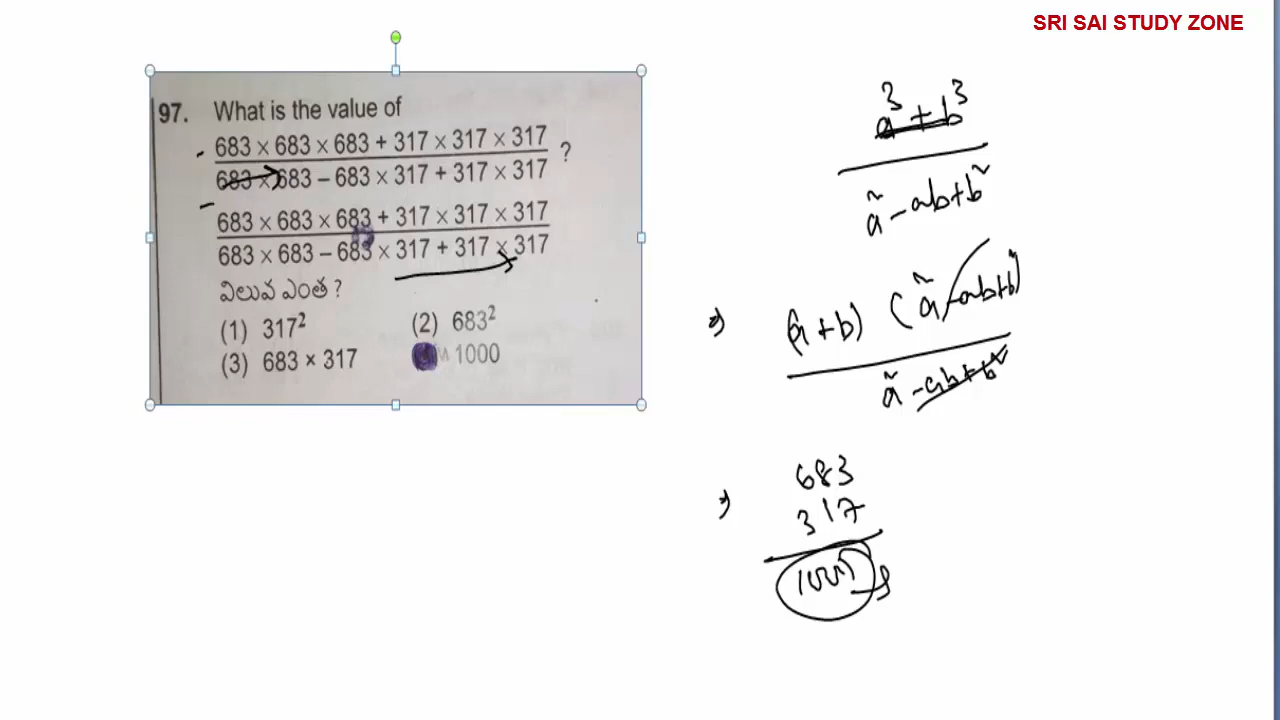 SRI SAI STUDY ZONE
97. What is the value of
683 × 683 × 683 + 317 × 317 × 317
683 × 683 – 683 × 317 + 317 × 317 ?
683 × 683 × 683 + 317 × 317 × 317
683 × 683 – 683 × 317 + 317 × 317
విలువ ఎంత ?
(1) 317² (2) 683²
(3) 683 × 317 1000
a³ + b³
a² - ab + b²
(a + b) (a² - ab + b²)
a² - ab + b²
683
317
1000